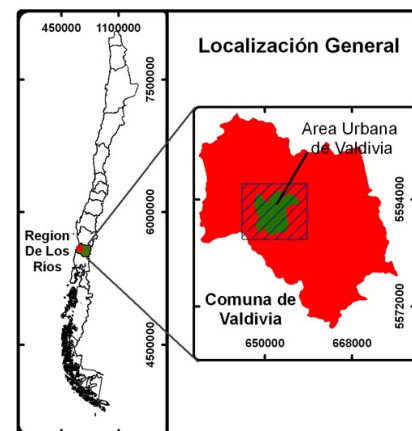 4500000 1100000
Localización General
7500000
6000000
4500000
Region
De Los
Ríos
Area Urbana
de Valdivia
5594000
5572000
Comuna de
Valdivia
650000 668000